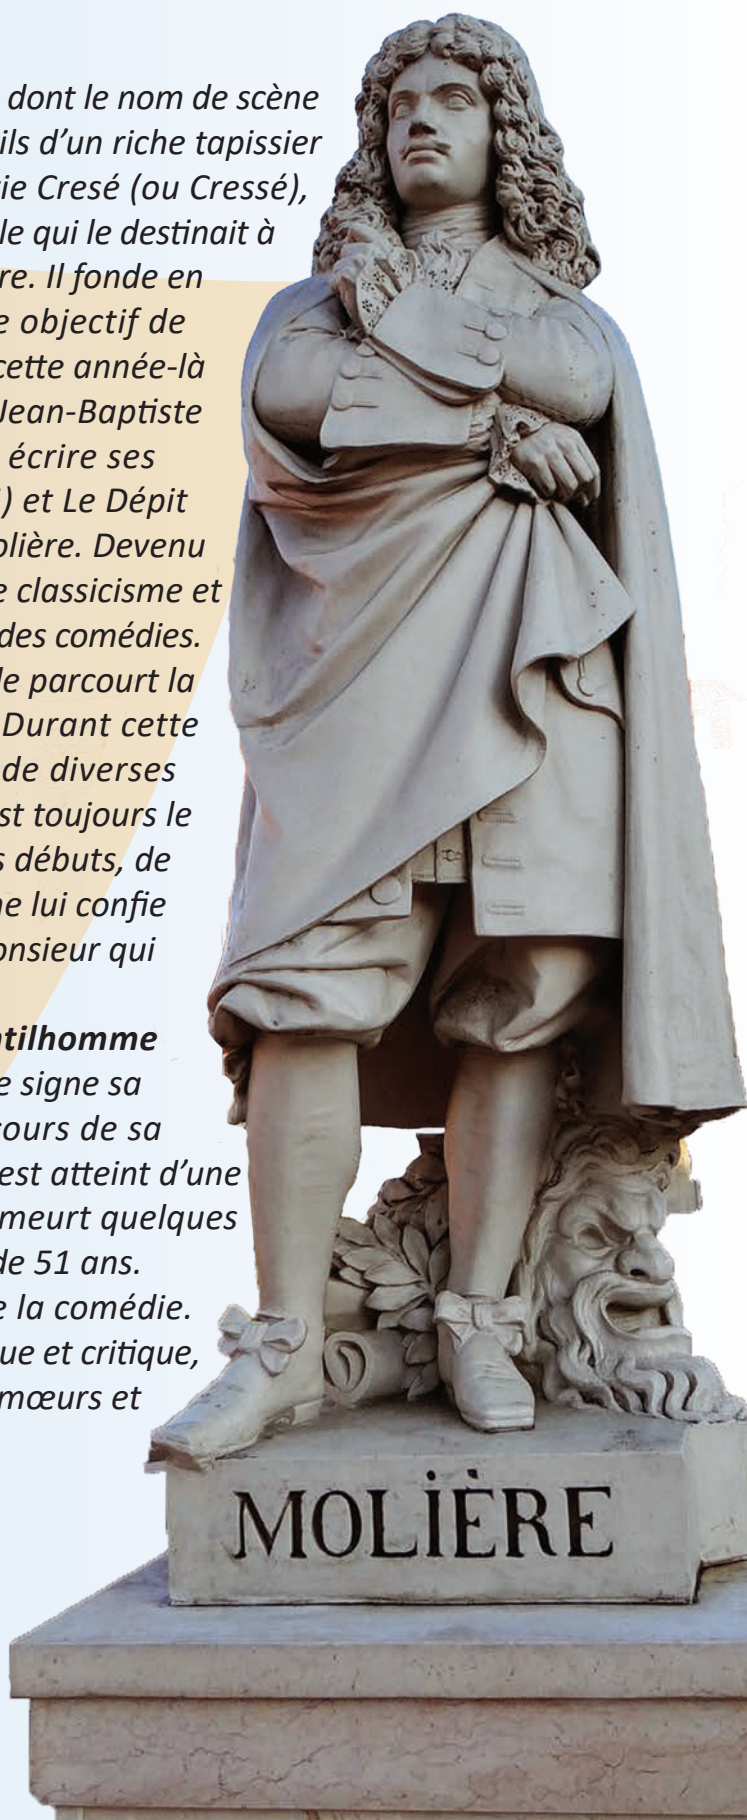 dont le nom de scène
ils d’un riche tapissier
ie Cresé (ou Cressé),
le qui le destinait à
re. Il fonde en
e objectif de
cette année-là
Jean-Baptiste
écrire ses
) et Le Dépit
olière. Devenu
e classicisme et
des comédies.
le parcourt la
Durant cette
de diverses
st toujours le
s débuts, de
ne lui confie
onsieur qui
ntilhomme
e signe sa
cours de sa
est atteint d’une
meurt quelques
de 51 ans.
e la comédie.
ue et critique,
mœurs et
MOLIÈRE